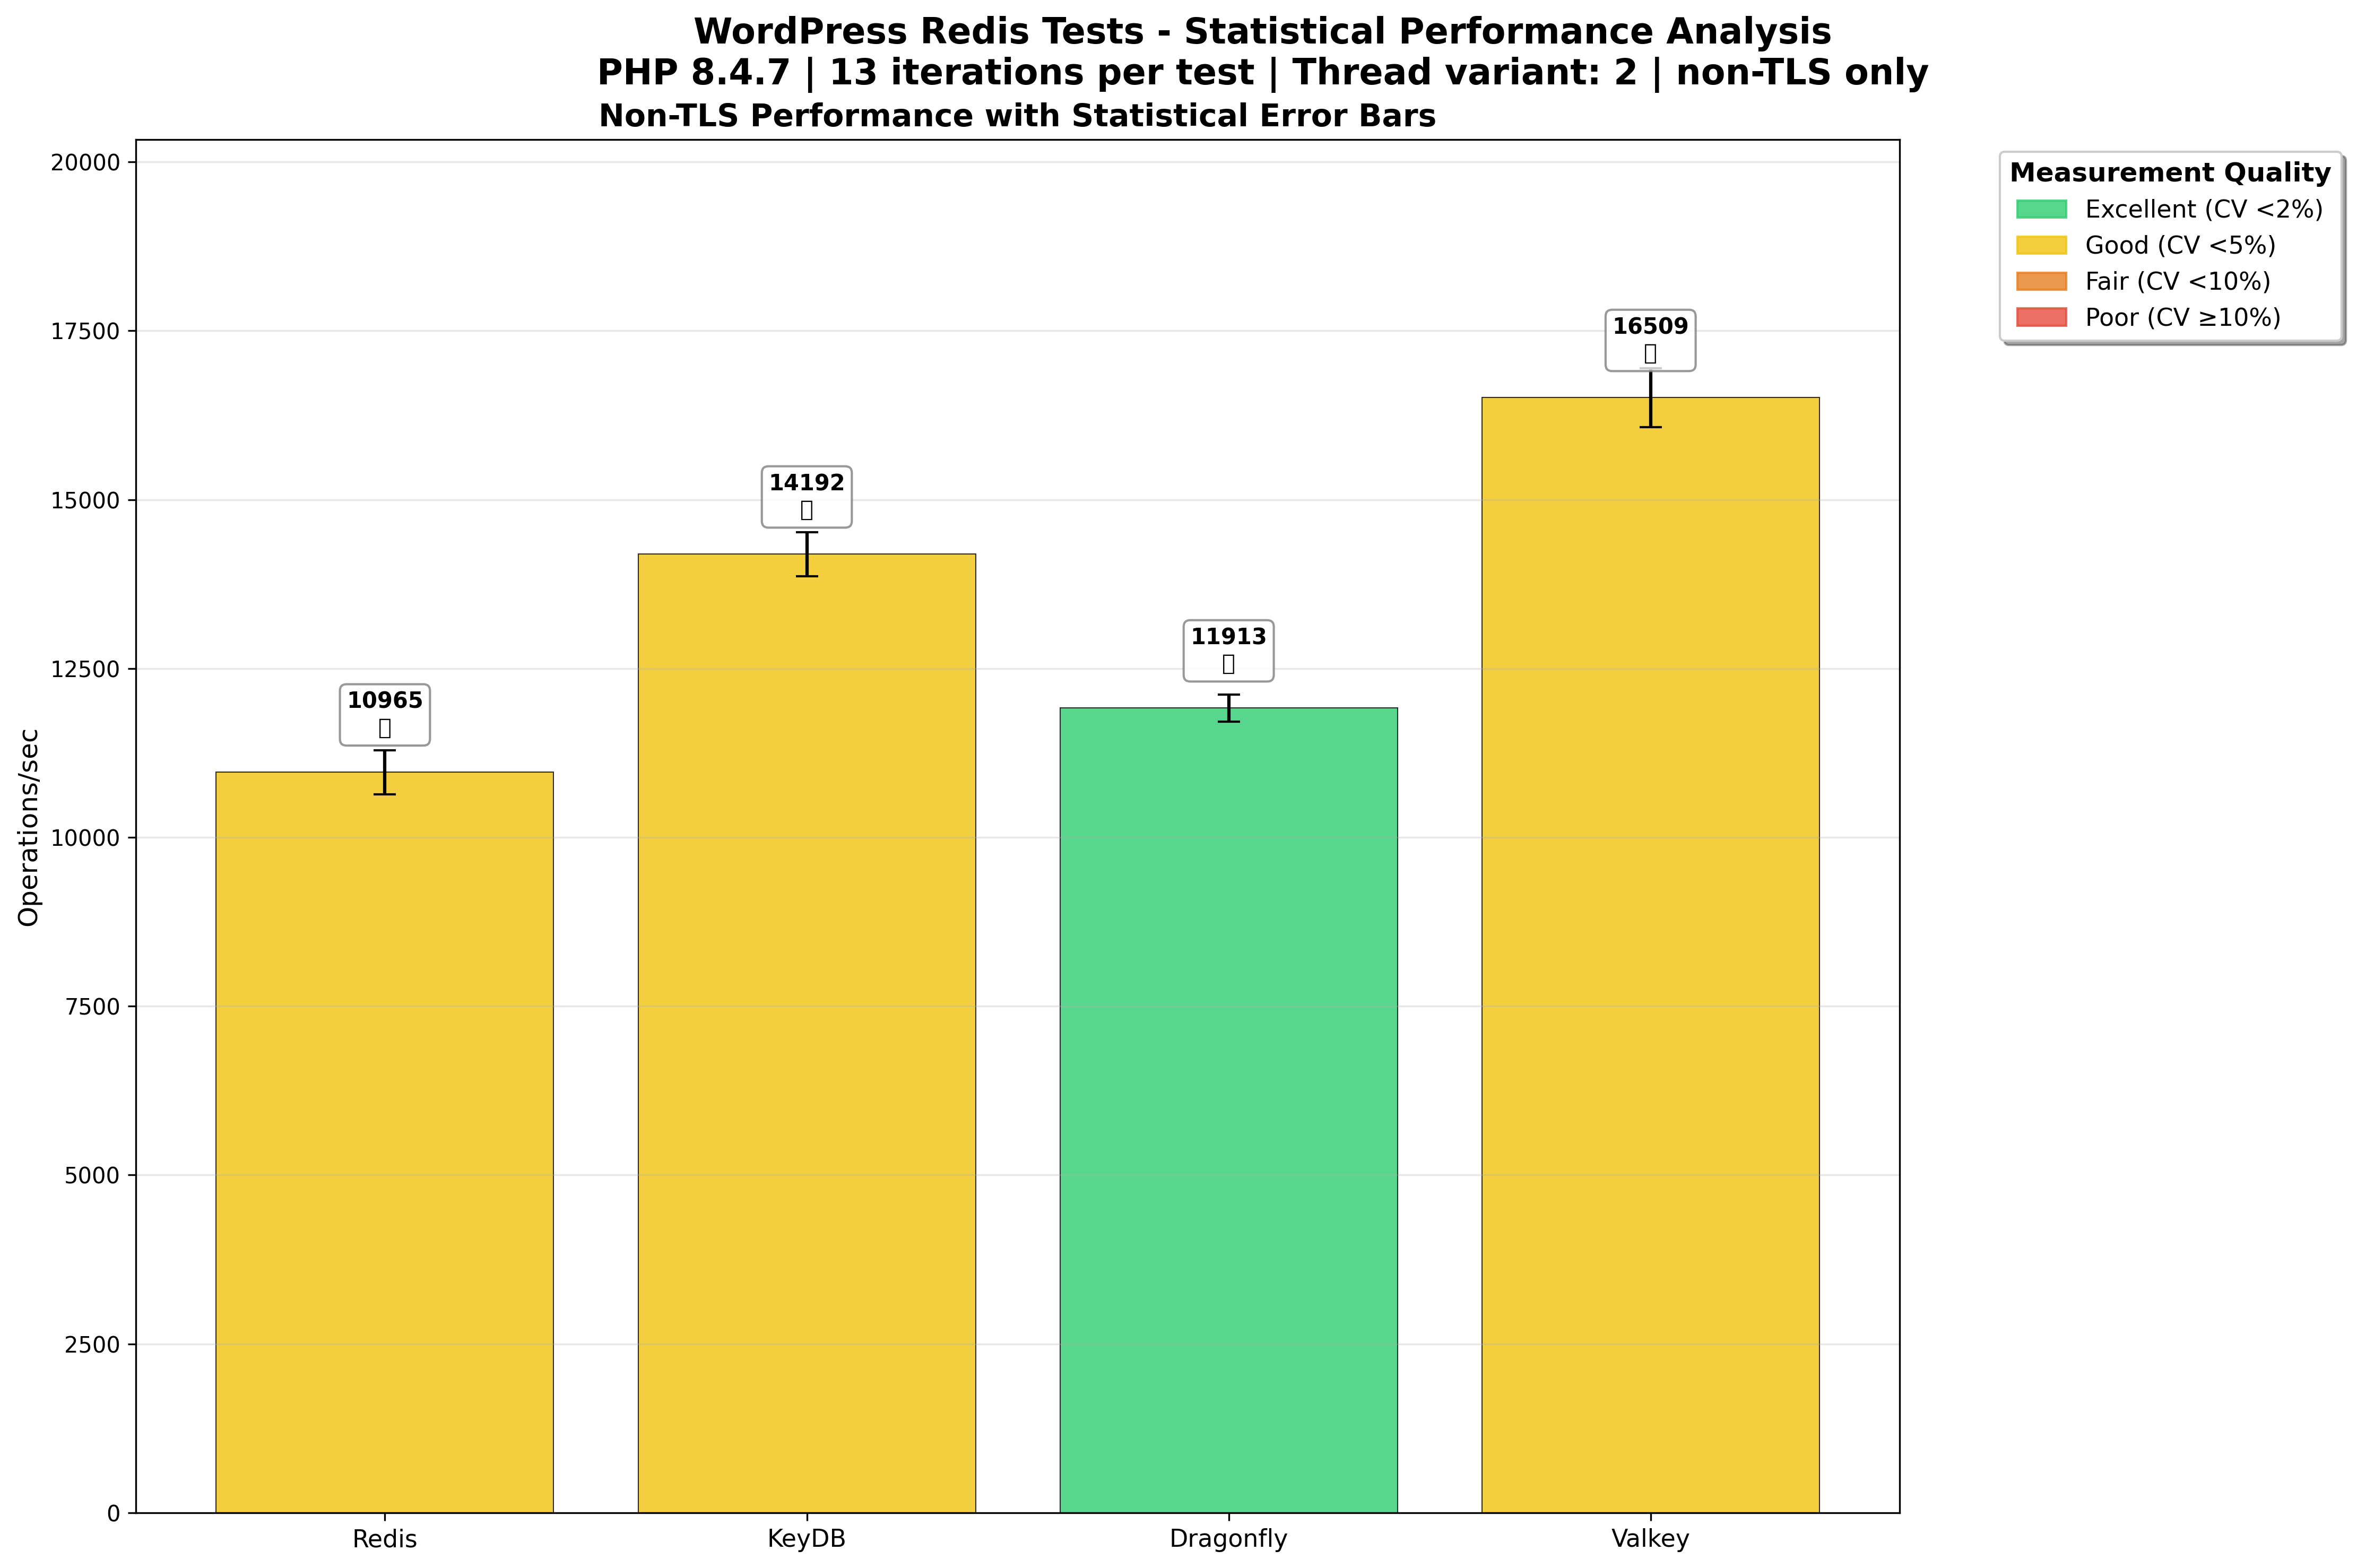 WordPress Redis Tests - Statistical Performance Analysis
PHP 8.4.7 | 13 iterations per test | Thread variant: 2 | non-TLS only
Non-TLS Performance with Statistical Error Bars
Operations/sec
20000
17500
15000
12500
10000
7500
5000
2500
0
10965
14192
11913
16509
Redis
KeyDB
Dragonfly
Valkey
Measurement Quality
Excellent (CV <2%)
Good (CV <5%)
Fair (CV <10%)
Poor (CV ≥10%)